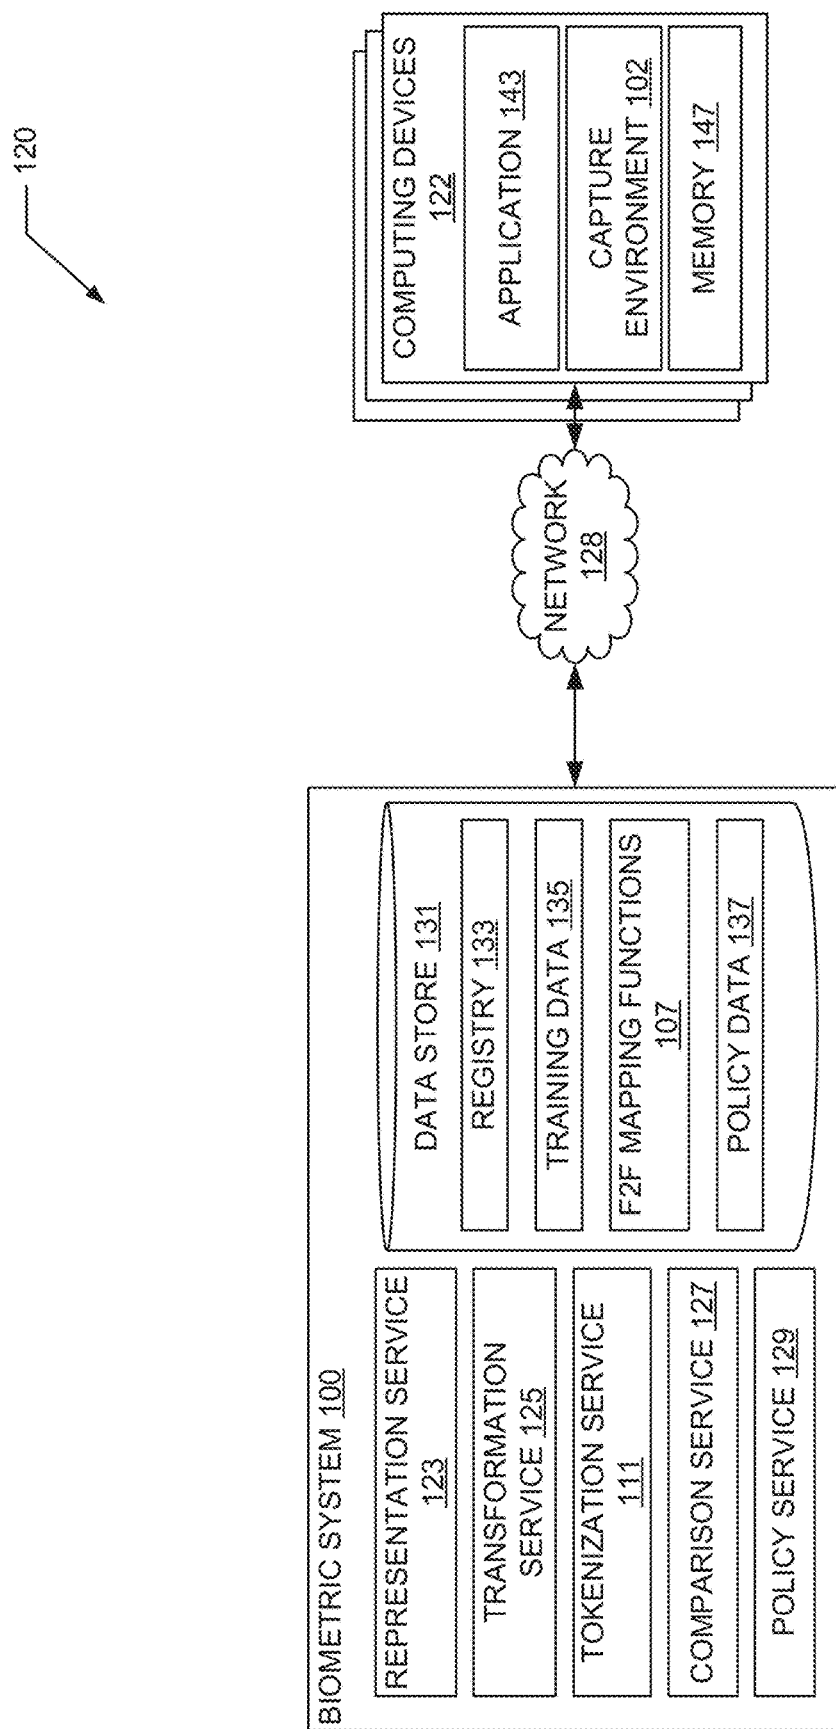 120
BIOMETRIC SYSTEM 100
REPRESENTATION SERVICE
123
TRANSFORMATION
SERVICE 125
TOKENIZATION SERVICE
111
COMPARISON SERVICE 127
POLICY SERVICE 129
DATA STORE 131
REGISTRY 133
TRAINING DATA 135
F2F MAPPING FUNCTIONS
107
POLICY DATA 137
NETWORK
128
COMPUTING DEVICES
122
APPLICATION 143
CAPTURE
ENVIRONMENT 102
MEMORY 147